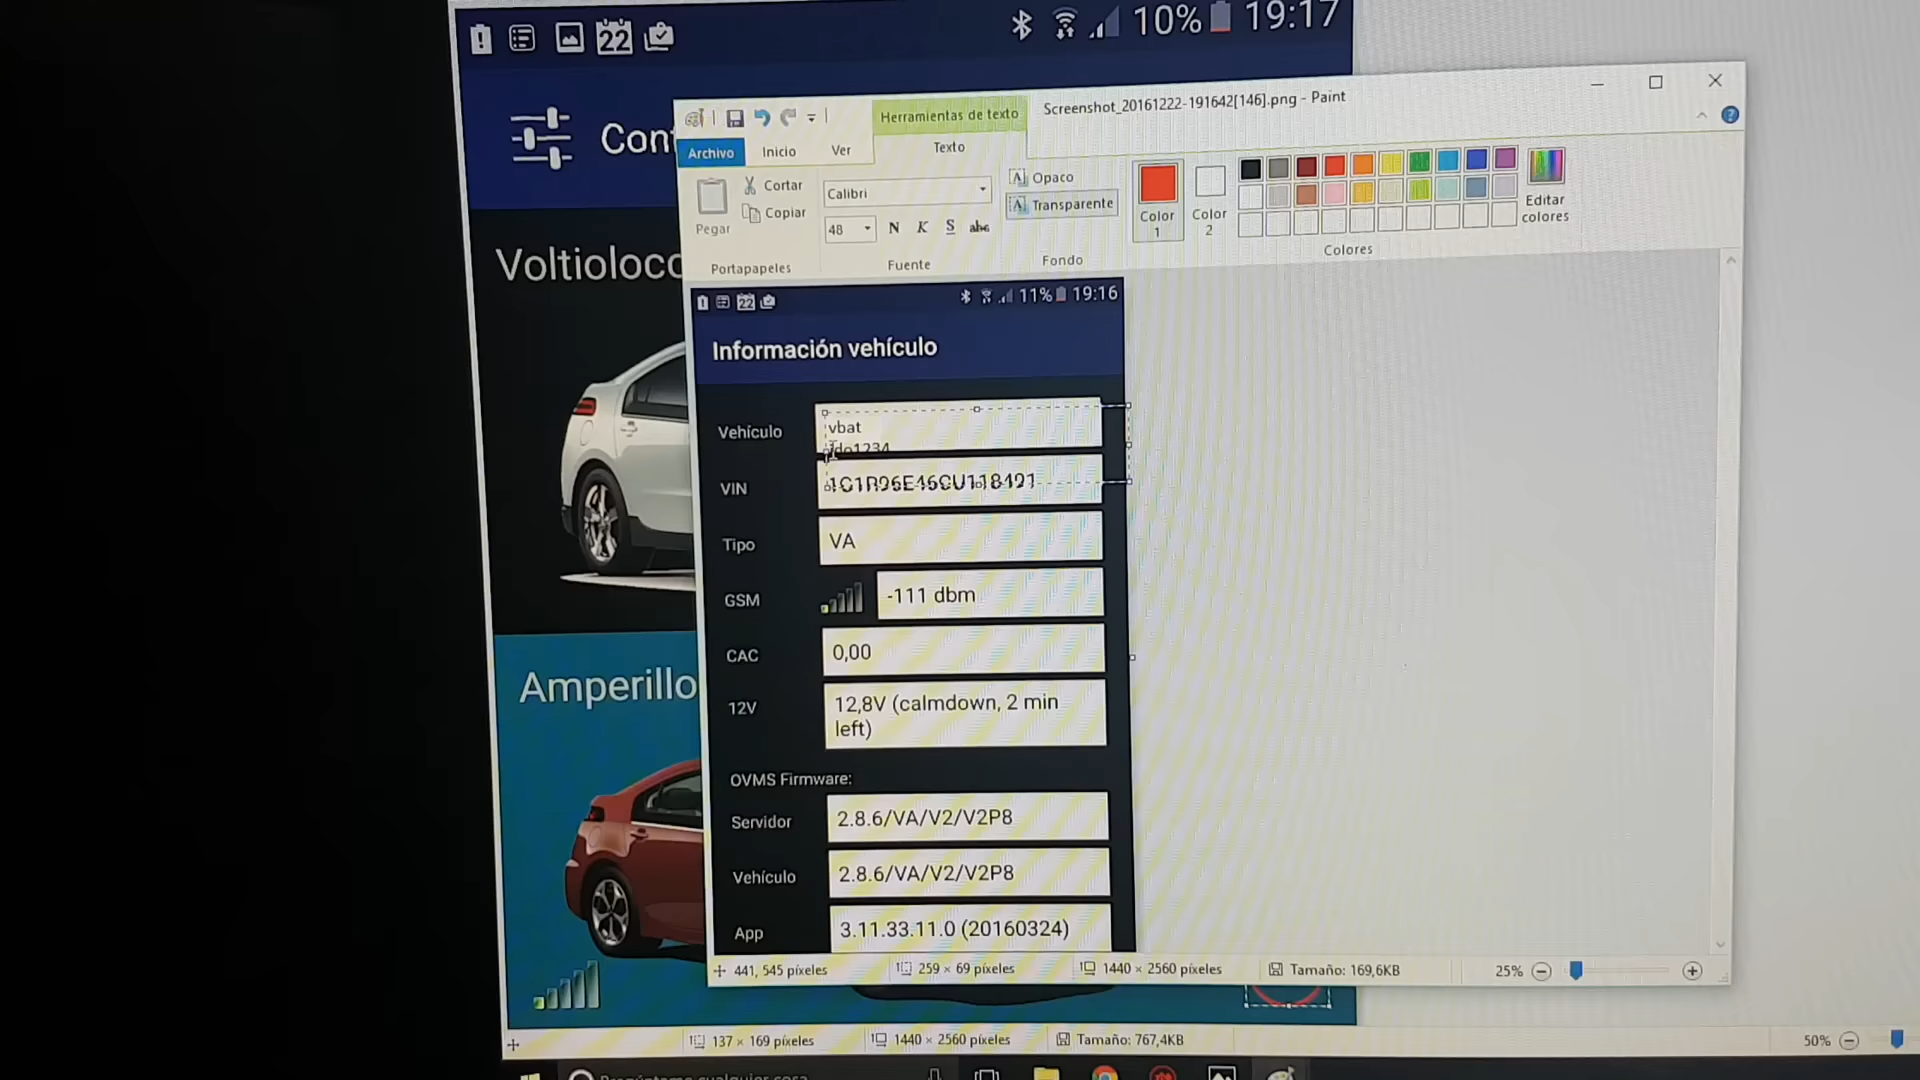 22
10% 19:17
Voltioloco
Screenshot_20161222-191642[146].png - Paint
Herramientas de texto
Archivo
Inicio
Ver
Texto
Pegar
Cortar
Copiar
Portapapeles
Calibri
48
N K S abc
Fuente
Opaco
Transparente
Fondo
Color 1
Color 2
Colores
Editar colores
22
11% 19:16
Información vehículo
Vehículo
vbat
VIN
Tipo
VA
GSM
-111 dbm
CAC
0,00
12V
12,8V (calmdown, 2 min
left)
OVMS Firmware:
Servidor
2.8.6/VA/V2/V2P8
Vehículo
2.8.6/VA/V2/V2P8
App
3.11.33.11.0 (20160324)
Amperillo
441, 545 píxeles
259 × 69 píxeles
1440 × 2560 píxeles
Tamaño: 169,6KB
25%
137 × 169 píxeles
1440 × 2560 píxeles
Tamaño: 767,4KB
50%